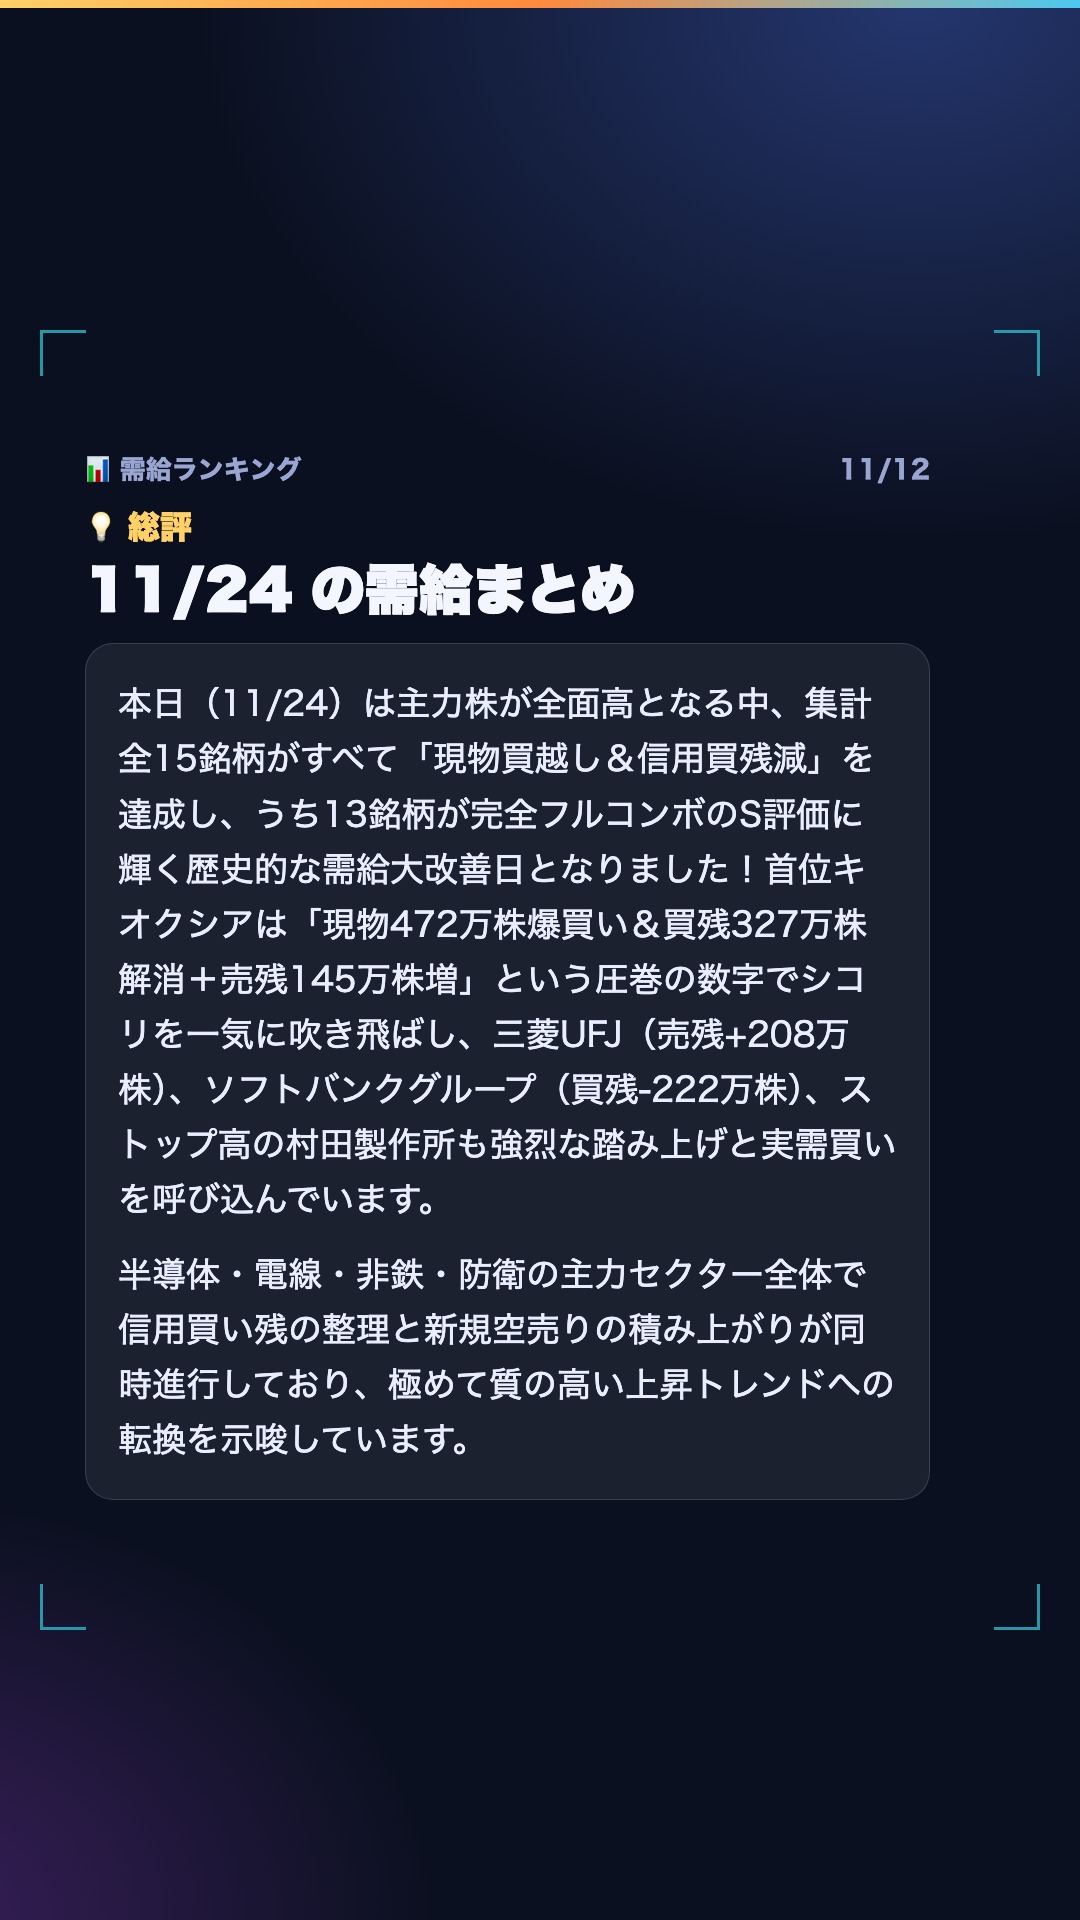 📊 需給ランキング 11/12
💡 総評
11/24 の需給まとめ
本日（11/24）は主力株が全面高となる中、集計
全15銘柄がすべて「現物買越し＆信用買残減」を
達成し、うち13銘柄が完全フルコンボのS評価に
輝く歴史的な需給大改善日となりました！首位キ
オクシアは「現物472万株爆買い＆買残327万株
解消＋売残145万株増」という圧巻の数字でシコ
リを一気に吹き飛ばし、三菱UFJ（売残+208万
株）、ソフトバンクグループ（買残-222万株）、ス
トップ高の村田製作所も強烈な踏み上げと実需買い
を呼び込んでいます。
半導体・電線・非鉄・防衛の主力セクター全体で
信用買い残の整理と新規空売りの積み上がりが同
時進行しており、極めて質の高い上昇トレンドへの
転換を示唆しています。